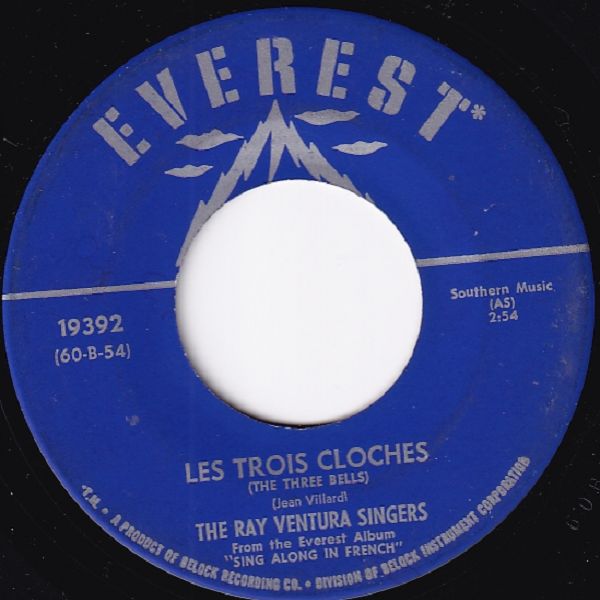 EVEREST*
19392
(60-B-54)
Southern Music
(AS)
2:54
LES TROIS CLOCHES
(THE THREE BELLS)
(Jean Villard)
THE RAY VENTURA SINGERS
From the Everest Album
"SING ALONG IN FRENCH"
*T.M. • A PRODUCT OF BELOCK RECORDING CO. • DIVISION OF BELOCK INSTRUMENT CORPORATION